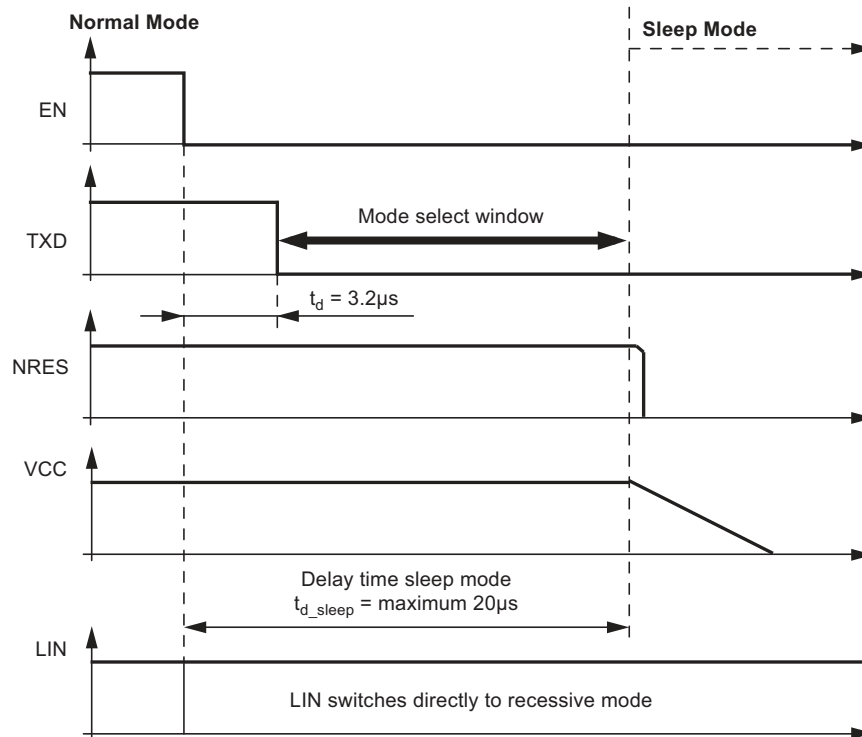 Normal Mode
Sleep Mode
EN
TXD
Mode select window
t_d = 3.2µs
NRES
VCC
Delay time sleep mode
t_d_sleep = maximum 20µs
LIN
LIN switches directly to recessive mode